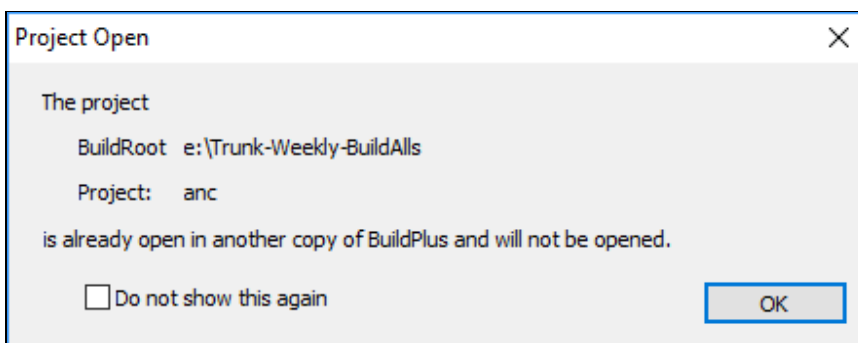 Project Open
The project
BuildRoot e:\Trunk-Weekly-BuildAlls
Project: anc
is already open in another copy of BuildPlus and will not be opened.
Do not show this again
OK